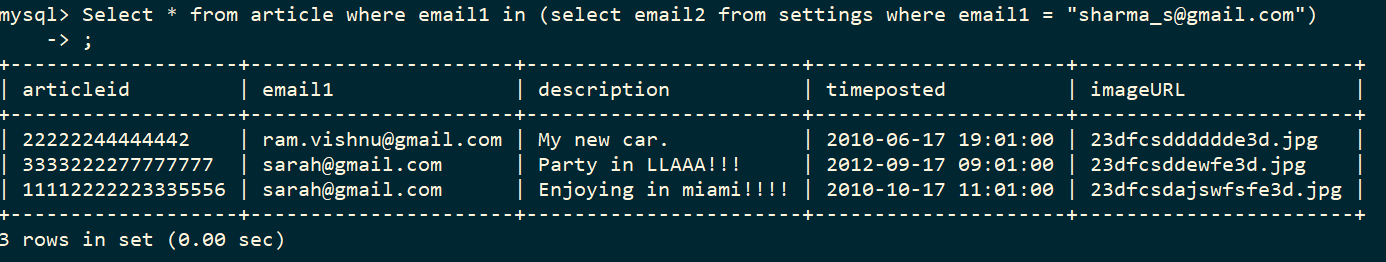 mysql> Select * from article where email1 in (select email2 from settings where email1 = "sharma_s@gmail.com")
    -> ;
+-------------------+-----------------------+-----------------------+---------------------+------------------------+
| articleid         | email1                | description           | timeposted          | imageURL               |
+-------------------+-----------------------+-----------------------+---------------------+------------------------+
| 22222244444442    | ram.vishnu@gmail.com | My new car.           | 2010-06-17 19:01:00 | 23dfcsddddddde3d.jpg   |
| 3333222277777777  | sarah@gmail.com       | Party in LLAAA!!!     | 2012-09-17 09:01:00 | 23dfcsddewfe3d.jpg     |
| 11112222223335556 | sarah@gmail.com       | Enjoying in miami!!!! | 2010-10-17 11:01:00 | 23dfcsdajswfsfe3d.jpg |
+-------------------+-----------------------+-----------------------+---------------------+------------------------+
3 rows in set (0.00 sec)